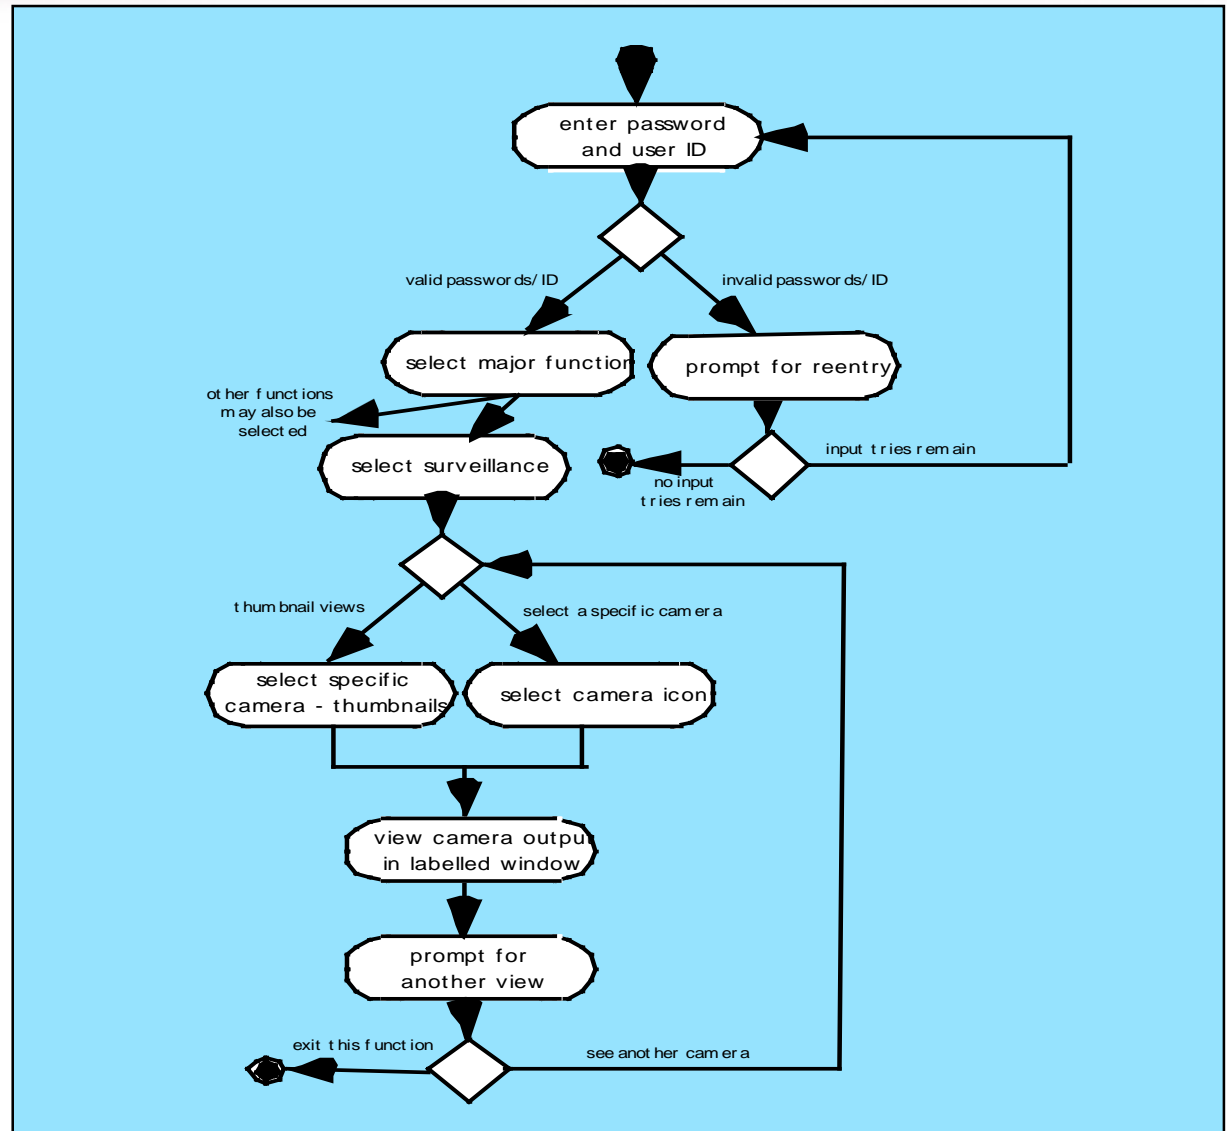 enter password
and user ID
valid passwords/ID
invalid passwords/ID
select major function
prompt for reentry
other functions
may also be
selected
select surveillance
input tries remain
no input
tries remain
thumbnail views
select a specific camera
select specific
camera - thumbnails
select camera icon
view camera output
in labelled window
prompt for
another view
exit this function
see another camera